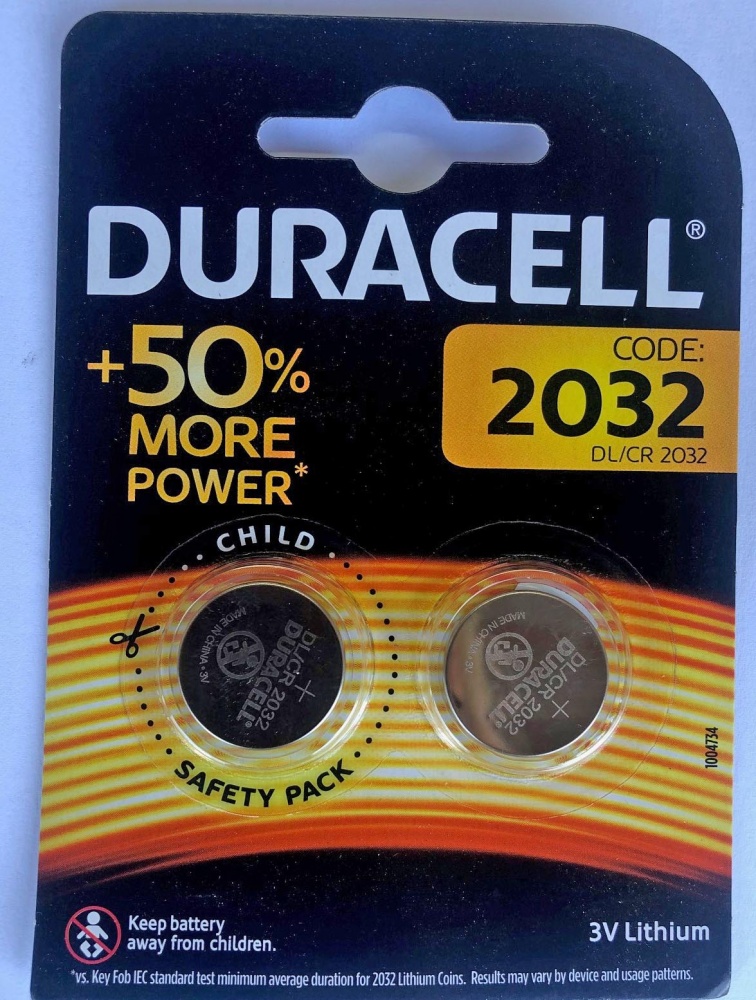 DURACELL®
+50%
MORE
POWER*
CODE:
2032
DL/CR 2032
CHILD
SAFETY PACK
MADE IN CHINA · 3V
DL/CR 2032
DURACELL®
+
MADE IN CHINA · 3V
DL/CR 2032
DURACELL®
+
1004734
Keep battery
away from children.
3V Lithium
*vs. Key Fob IEC standard test minimum average duration for 2032 Lithium Coins. Results may vary by device and usage patterns.